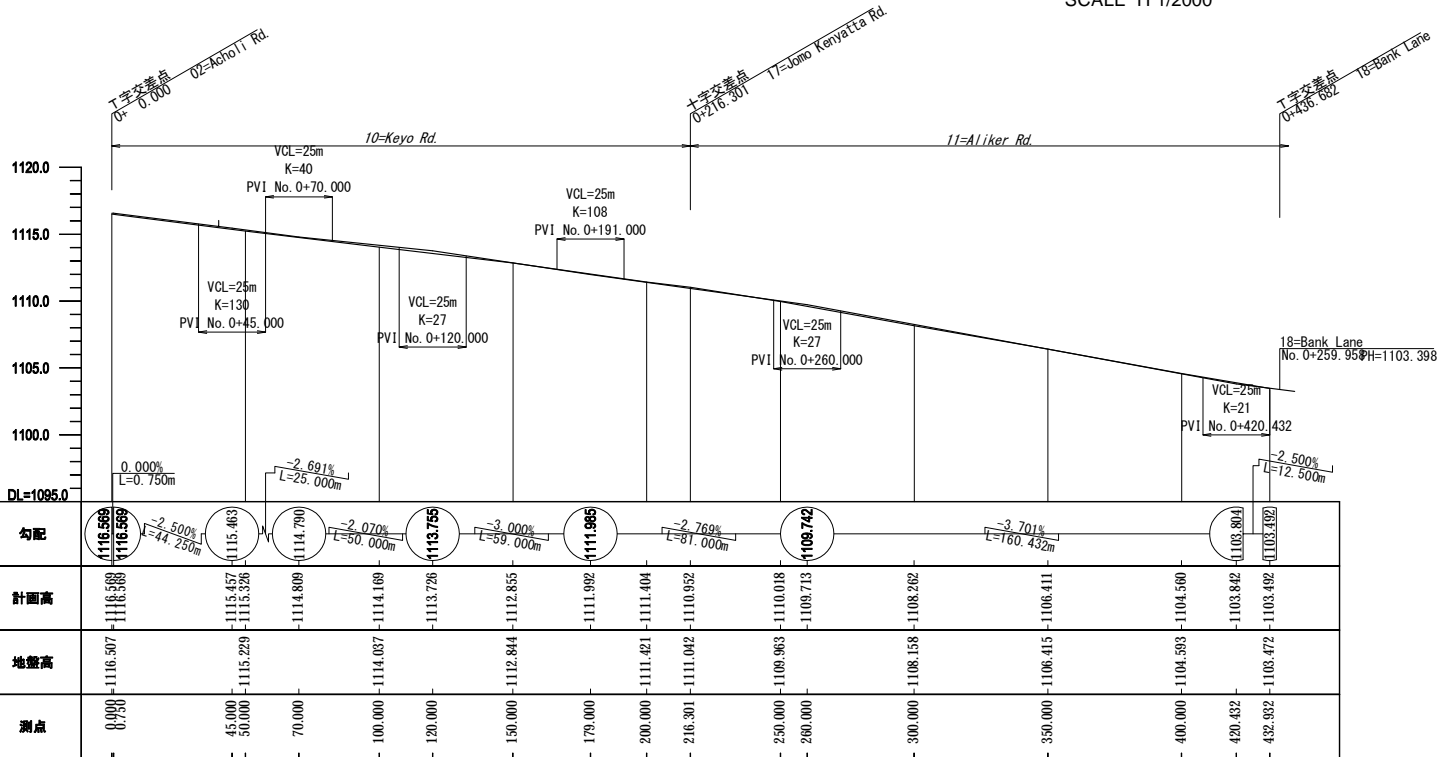 SCALE H 1/2000
T字交差点
0+ 0.000 02=Acholi Rd.
十字交差点
0+216.301 17=Jomo Kenyatta Rd.
T字交差点
0+436.682 18=Bank Lane
10=Keyo Rd.
11=Aliker Rd.
1120.0
1115.0
1110.0
1105.0
1100.0
DL=1095.0
VCL=25m
K=40
PVI No.0+70.000
VCL=25m
K=108
PVI No.0+191.000
VCL=25m
K=130
PVI No.0+45.000
VCL=25m
K=27
PVI No.0+120.000
VCL=25m
K=27
PVI No.0+260.000
VCL=25m
K=21
PVI No.0+420.432
18=Bank Lane
No.0+259.958 PH=1103.398
0.000%
L=0.750m
-2.691%
L=25.000m
-2.500%
L=12.500m
勾配
1116.569
1116.569
-2.500%
L=44.250m
1115.463
1114.790
-2.070%
L=50.000m
1113.755
-3.000%
L=59.000m
1111.985
-2.769%
L=81.000m
1109.742
-3.701%
L=160.432m
1103.804
1103.492
計画高
1116.569
1116.569
1115.457
1115.326
1114.809
1114.169
1113.726
1112.855
1111.992
1111.404
1110.952
1110.018
1109.713
1108.262
1106.411
1104.560
1103.842
1103.492
地盤高
1116.507
1115.229
1114.037
1112.844
1111.421
1111.042
1109.963
1108.158
1106.415
1104.593
1103.472
測点
0.000
0.750
45.000
50.000
70.000
100.000
120.000
150.000
179.000
200.000
216.301
250.000
260.000
300.000
350.000
400.000
420.432
432.932